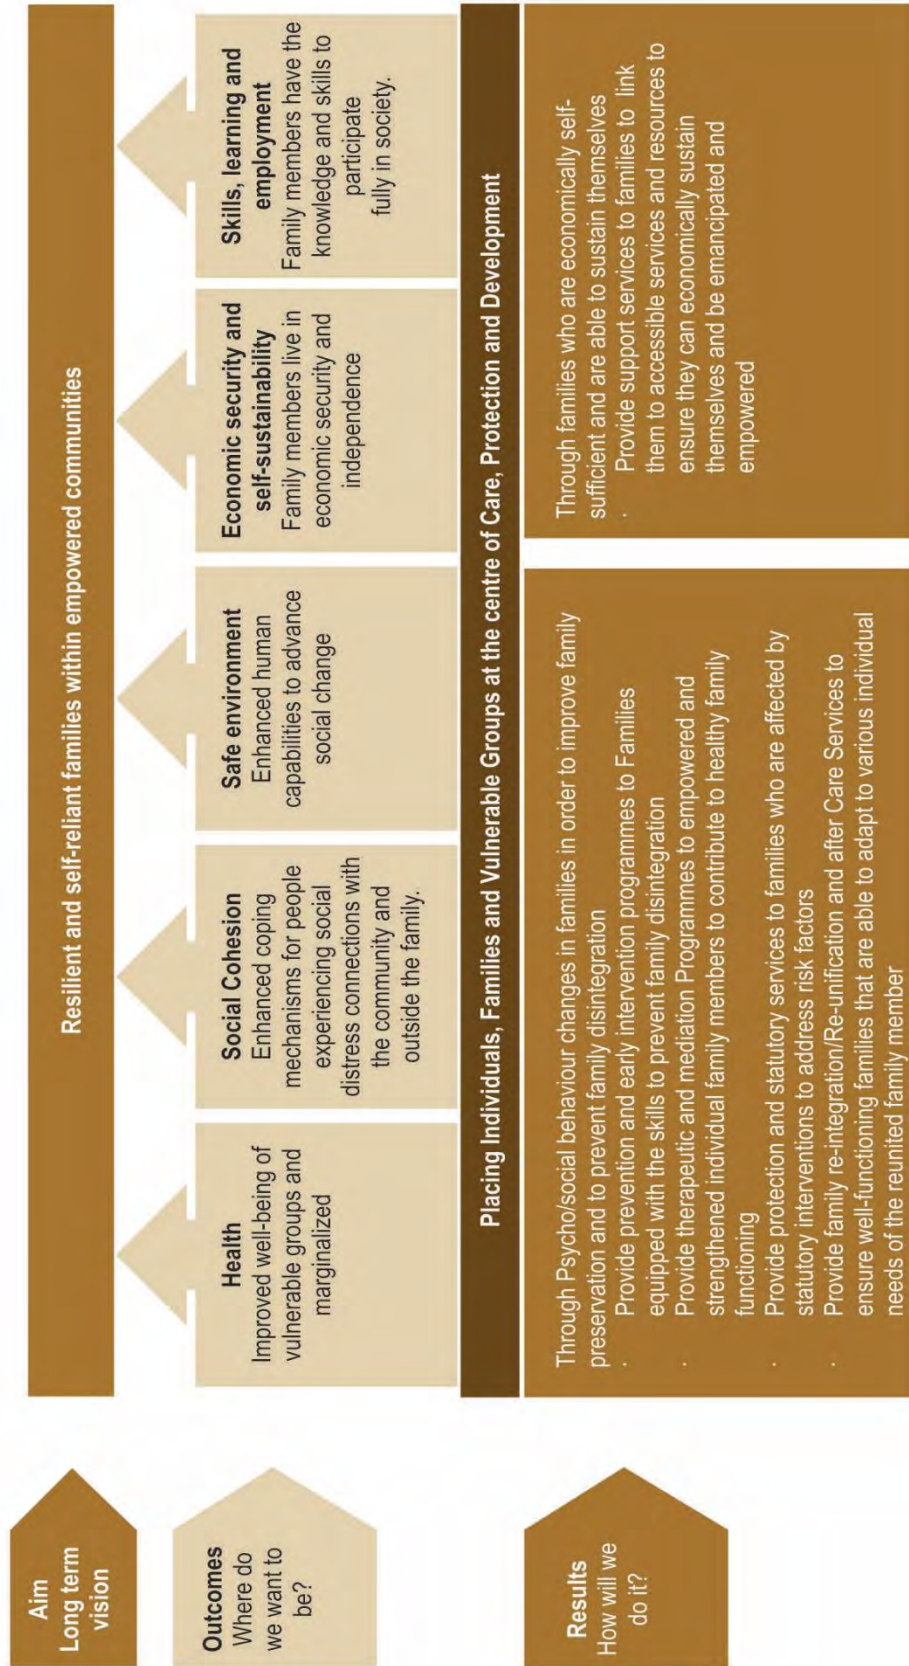 Aim
Long term
vision
Resilient and self-reliant families within empowered communities
Outcomes
Where do
we want to
be?
Health
Improved well-being of
vulnerable groups and
marginalized
Social Cohesion
Enhanced coping
mechanisms for people
experiencing social
distress connections with
the community and
outside the family.
Safe environment
Enhanced human
capabilities to advance
social change
Economic security and
self-sustainability
Family members live in
economic security and
independence
Skills, learning and
employment
Family members have the
knowledge and skills to
participate
fully in society.
Placing Individuals, Families and Vulnerable Groups at the centre of Care, Protection and Development
Results
How will we
do it?
Through Psycho/social behaviour changes in families in order to improve family
preservation and to prevent family disintegration
· Provide prevention and early intervention programmes to Families
equipped with the skills to prevent family disintegration
· Provide therapeutic and mediation Programmes to empowered and
strengthened individual family members to contribute to healthy family
functioning
· Provide protection and statutory services to families who are affected by
statutory interventions to address risk factors
· Provide family re-integration/Re-unification and after Care Services to
ensure well-functioning families that are able to adapt to various individual
needs of the reunited family member
Through families who are economically self-
sufficient and are able to sustain themselves
· Provide support services to families to link
them to accessible services and resources to
ensure they can economically sustain
themselves and be emancipated and
empowered